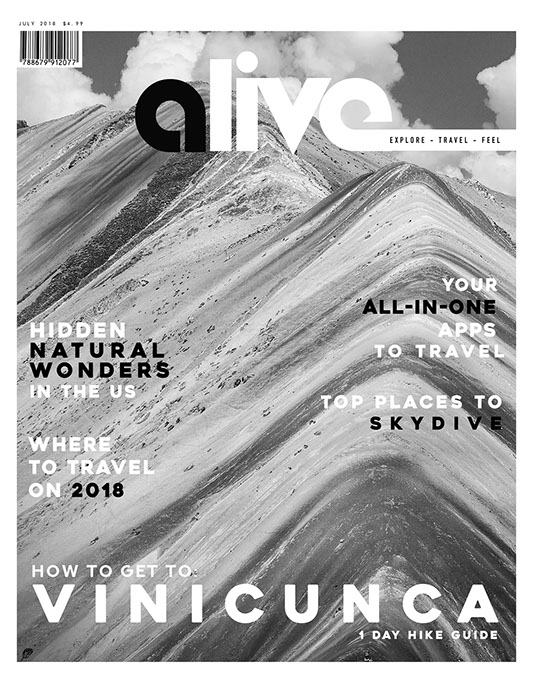 JULY 2018 $4.99
788679"912077"
alive
EXPLORE - TRAVEL - FEEL
YOUR
ALL-IN-ONE
APPS
TO TRAVEL
HIDDEN
NATURAL
WONDERS
IN THE US
TOP PLACES TO
SKYDIVE
WHERE
TO TRAVEL
ON 2018
HOW TO GET TO
VINICUNCA
1 DAY HIKE GUIDE